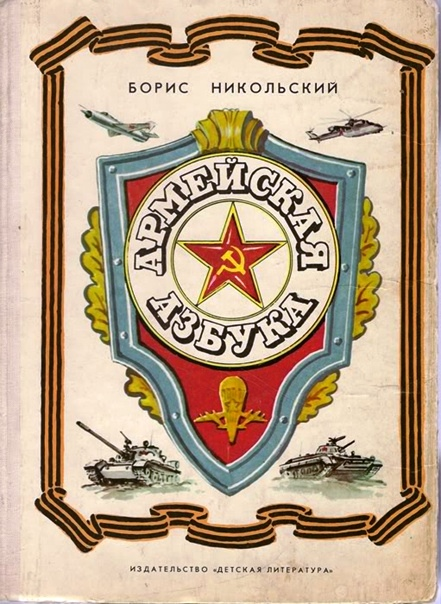 БОРИС НИКОЛЬСКИЙ
АРМЕЙСКАЯ
АЗБУКА
ИЗДАТЕЛЬСТВО «ДЕТСКАЯ ЛИТЕРАТУРА»